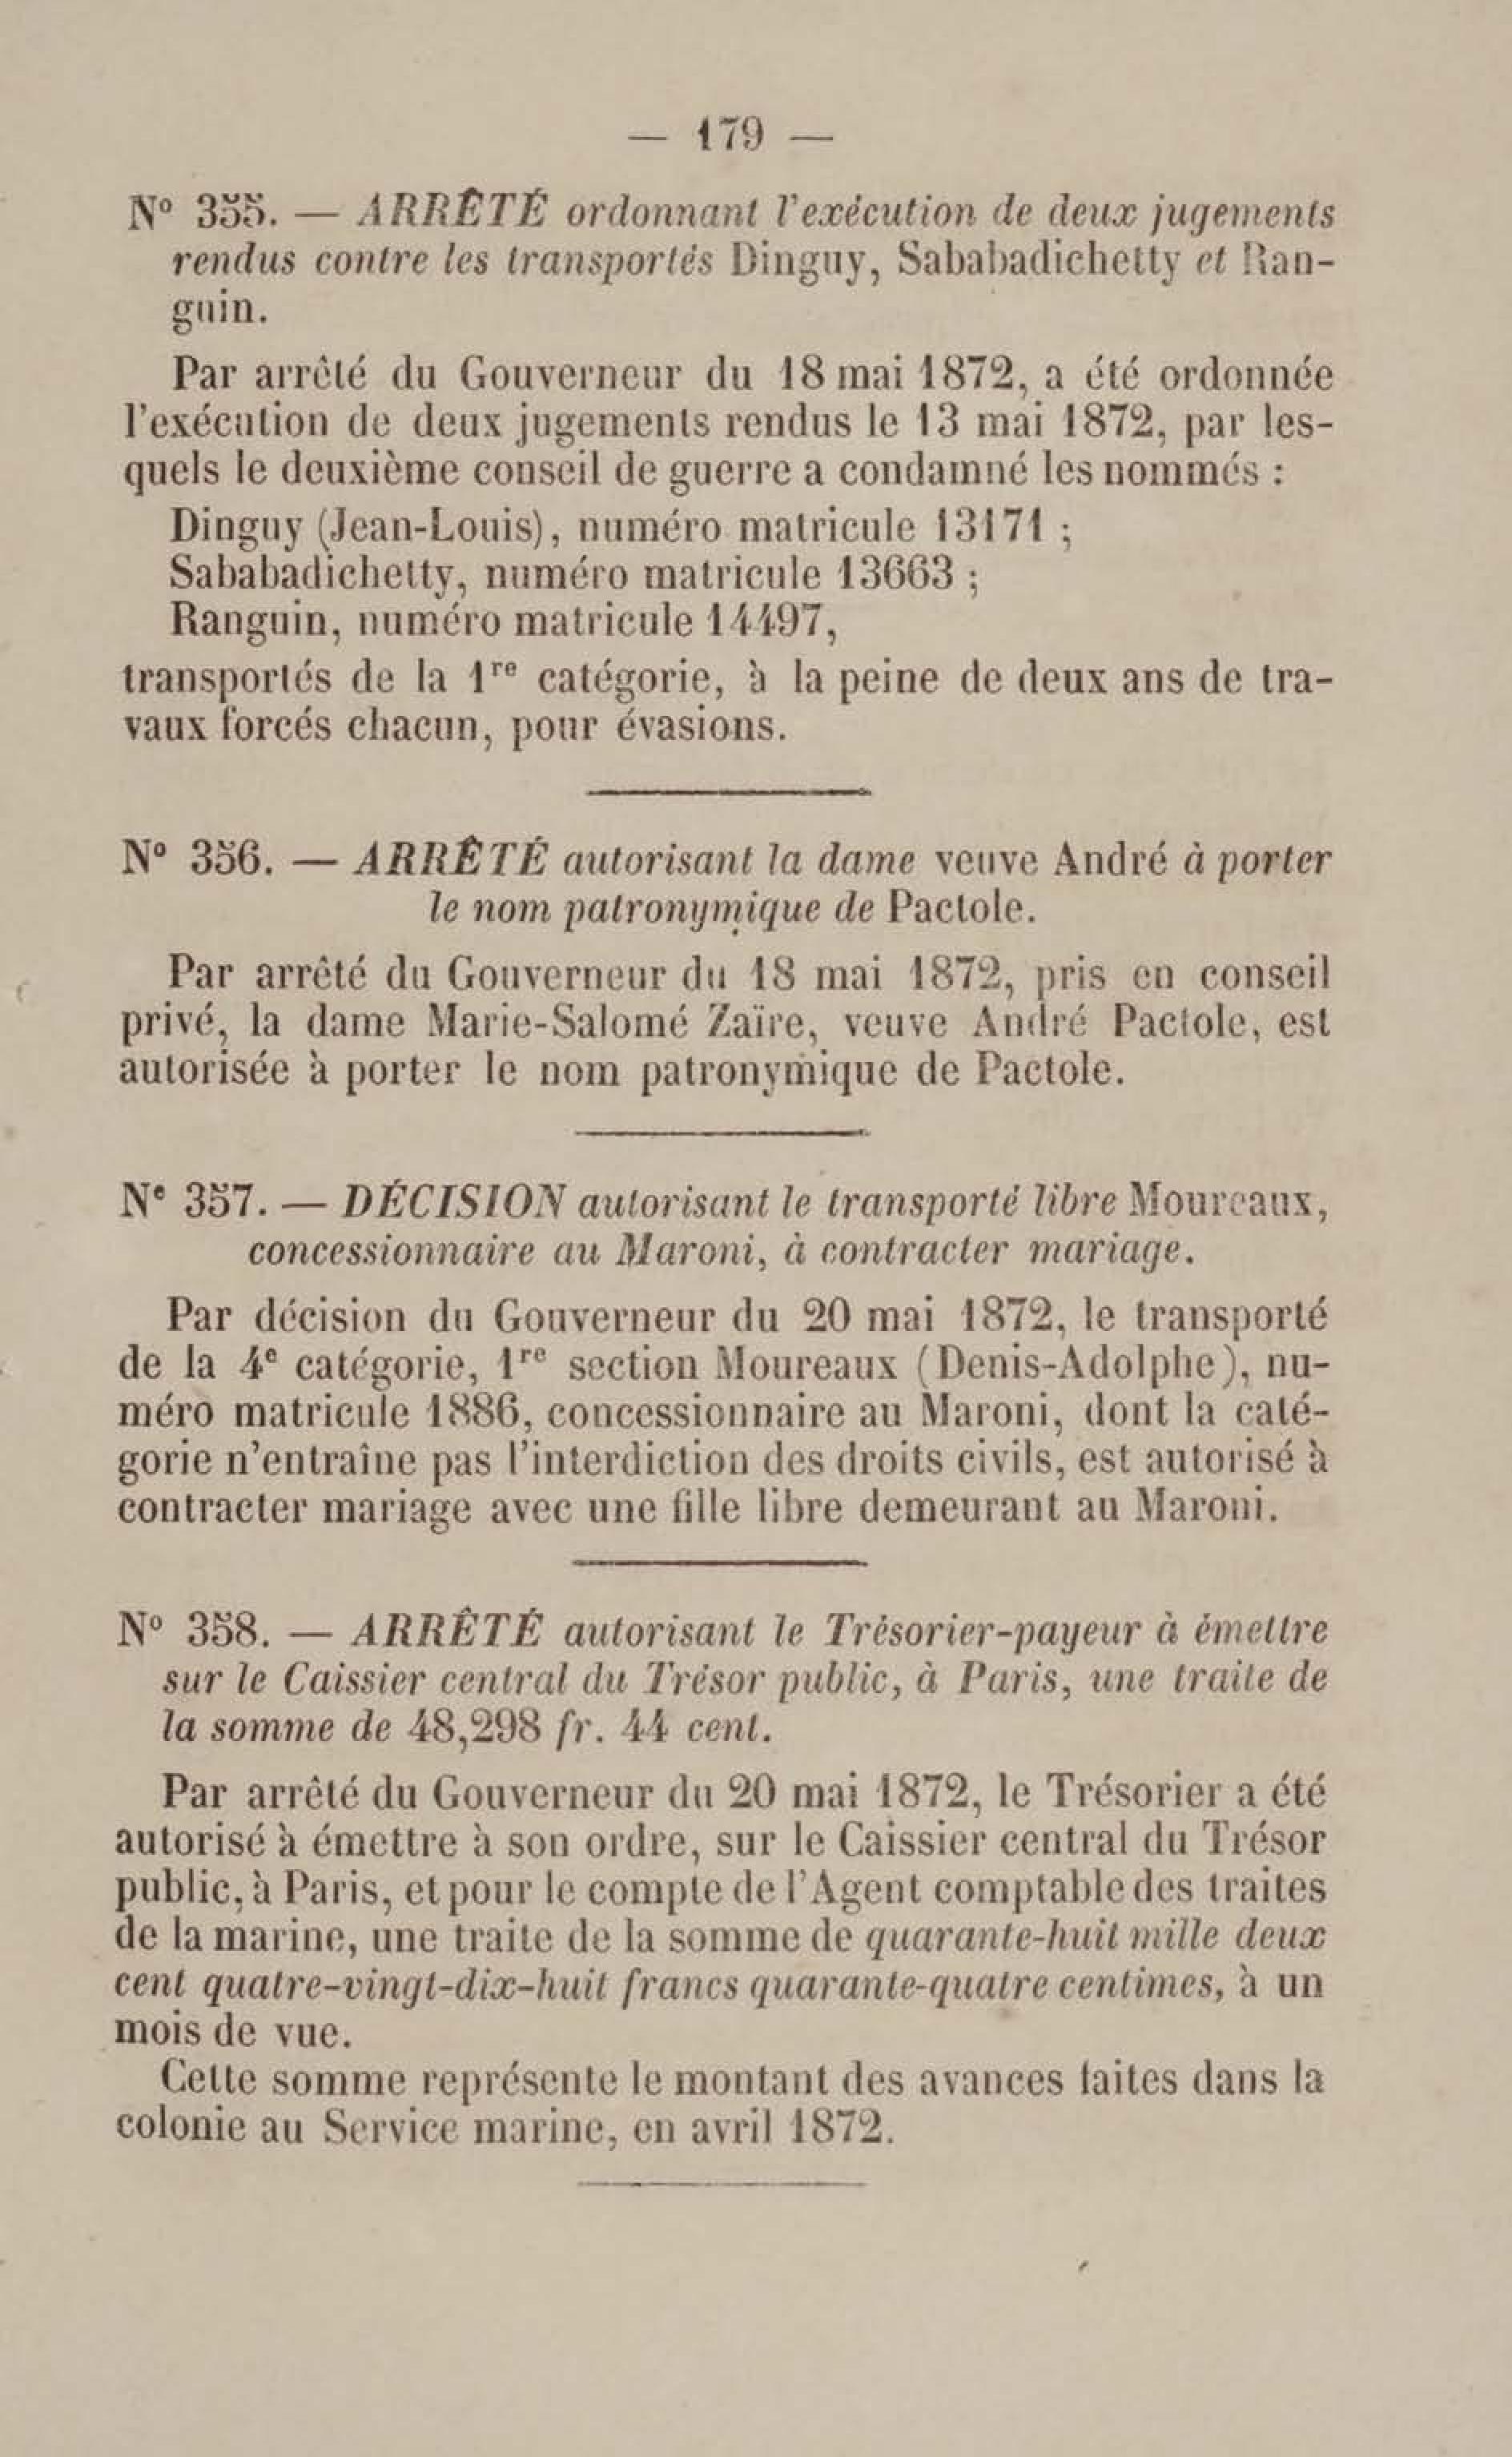 — 179 —
N° 355. — ARRÊTÉ ordonnant l'exécution de deux jugements
rendus contre les transportés Dinguy, Sababadichetty et Ran-
guin.
Par arrêté du Gouverneur du 18 mai 1872, a été ordonnée
l'exécution de deux jugements rendus le 13 mai 1872, par les-
quels le deuxième conseil de guerre a condamné les nommés :
Dinguy (Jean-Louis), numéro matricule 13171 ;
Sababadichetty, numéro matricule 13663 ;
Ranguin, numéro matricule 14497,
transportés de la 1re catégorie, à la peine de deux ans de tra-
vaux forcés chacun, pour évasions.
N° 356. — ARRÊTÉ autorisant la dame veuve André à porter
le nom patronymique de Pactole.
Par arrêté du Gouverneur du 18 mai 1872, pris en conseil
privé, la dame Marie-Salomé Zaïre, veuve André Pactole, est
autorisée à porter le nom patronymique de Pactole.
Ne 357. — DÉCISION autorisant le transporté libre Moureaux,
concessionnaire au Maroni, à contracter mariage.
Par décision du Gouverneur du 20 mai 1872, le transporté
de la 4e catégorie, 1re section Moureaux (Denis-Adolphe), nu-
méro matricule 1886, concessionnaire au Maroni, dont la caté-
gorie n'entraîne pas l'interdiction des droits civils, est autorisé à
contracter mariage avec une fille libre demeurant au Maroni.
N° 358. — ARRÊTÉ autorisant le Trésorier-payeur à émettre
sur le Caissier central du Trésor public, à Paris, une traite de
la somme de 48,298 fr. 44 cent.
Par arrêté du Gouverneur du 20 mai 1872, le Trésorier a été
autorisé à émettre à son ordre, sur le Caissier central du Trésor
public, à Paris, et pour le compte de l'Agent comptable des traites
de la marine, une traite de la somme de quarante-huit mille deux
cent quatre-vingt-dix-huit francs quarante-quatre centimes, à un
mois de vue.
Cette somme représente le montant des avances faites dans la
colonie au Service marine, en avril 1872.